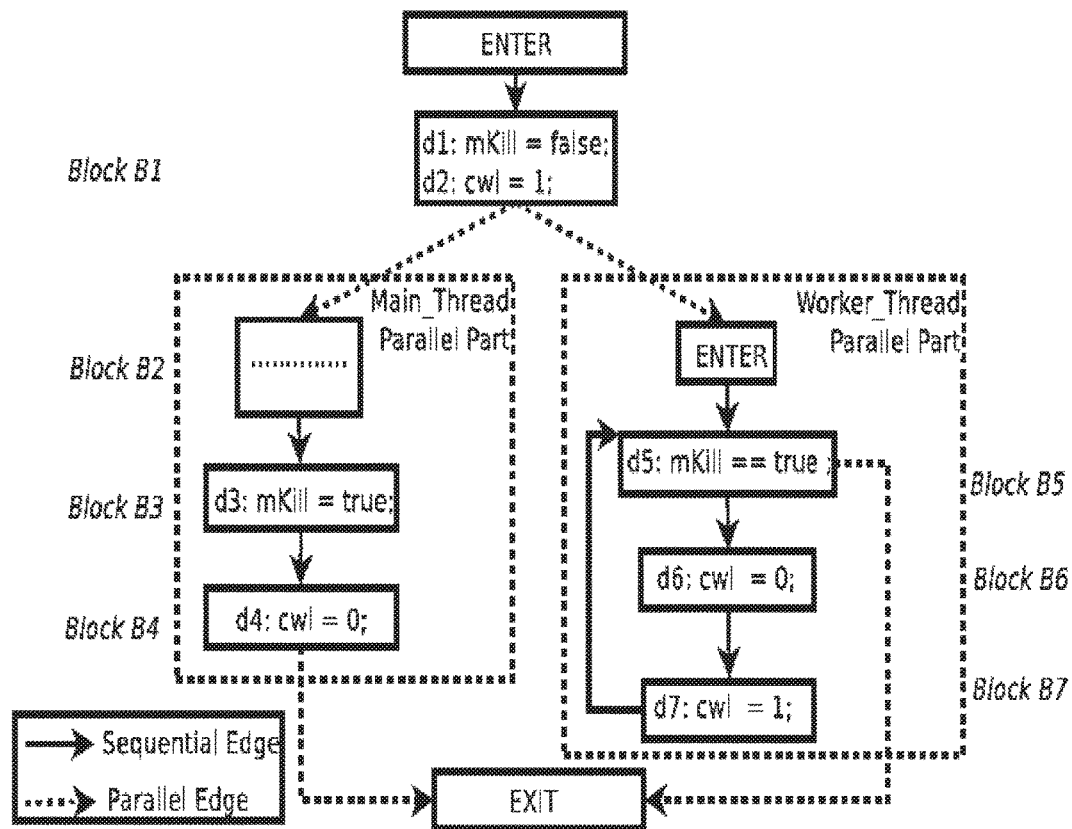 ENTER
Block B1
d1: mKill = false;
d2: cwl = 1;
Main_Thread
Parallel Part
Worker_Thread
Parallel Part
Block B2
ENTER
d5: mKill == true ;
Block B5
Block B3
d3: mKill = true;
d6: cwl = 0;
Block B6
Block B4
d4: cwl = 0;
d7: cwl = 1;
Block B7
Sequential Edge
Parallel Edge
EXIT